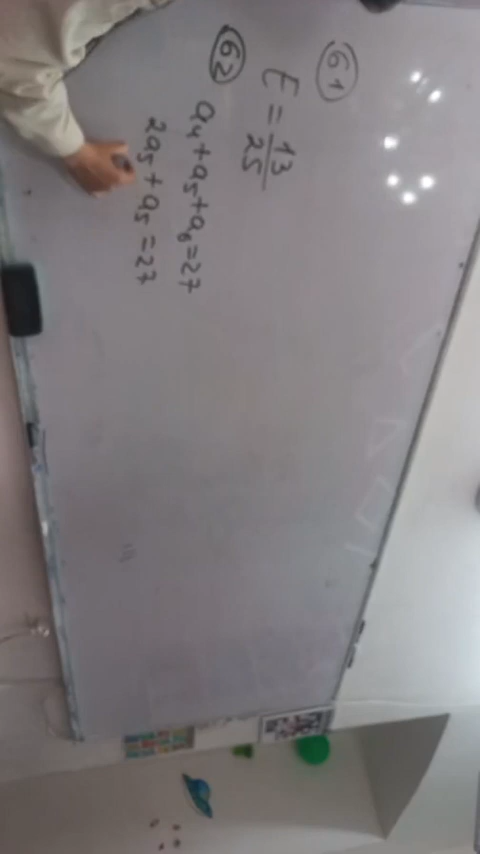 61
E = 13/25
62
a4 + a5 + a6 = 27
2a5 + a5 = 27